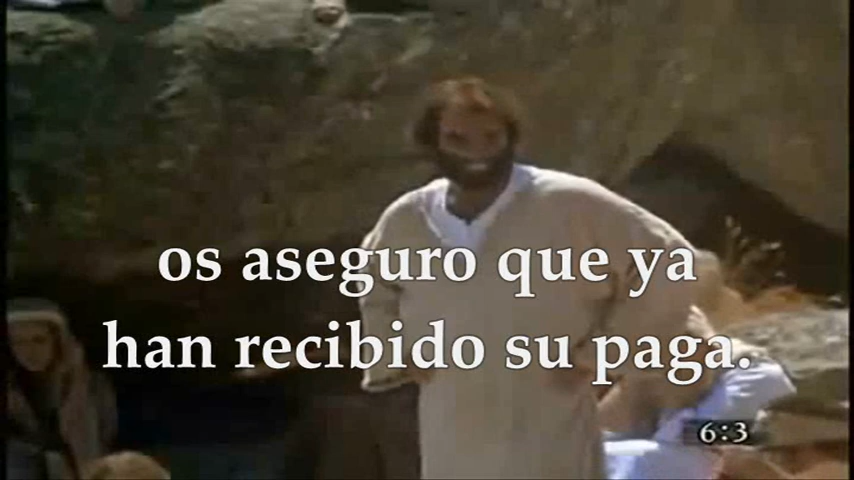 os aseguro que ya
han recibido su paga.
6:3